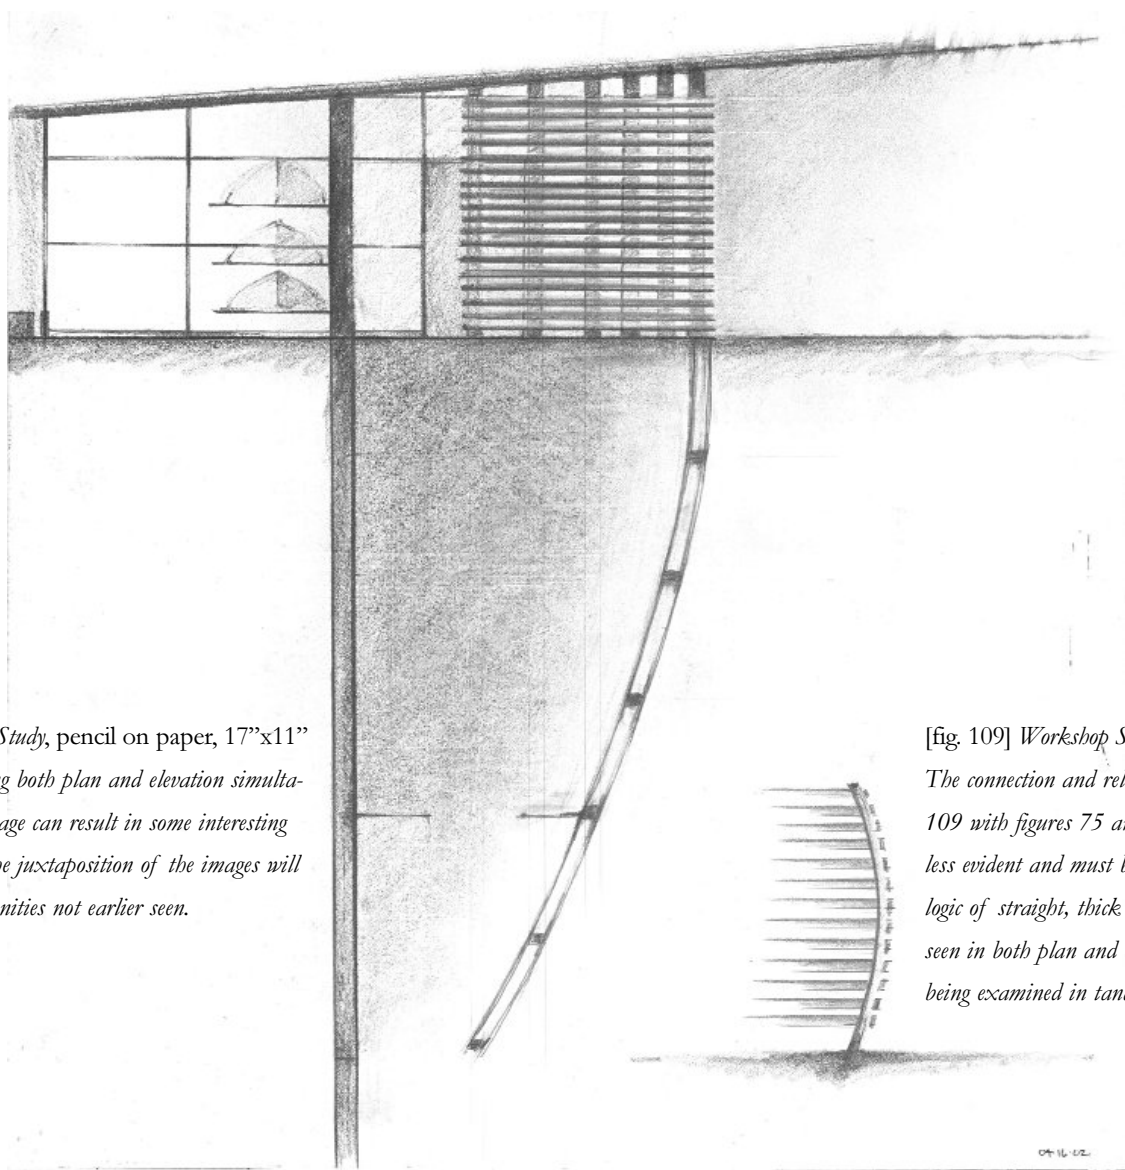 Study, pencil on paper, 17”x11”
g both plan and elevation simulta-
age can result in some interesting
e juxtaposition of the images will
nities not earlier seen.
[fig. 109] Workshop S
The connection and rel
109 with figures 75 a
less evident and must b
logic of straight, thick
seen in both plan and
being examined in tan
04·16·02